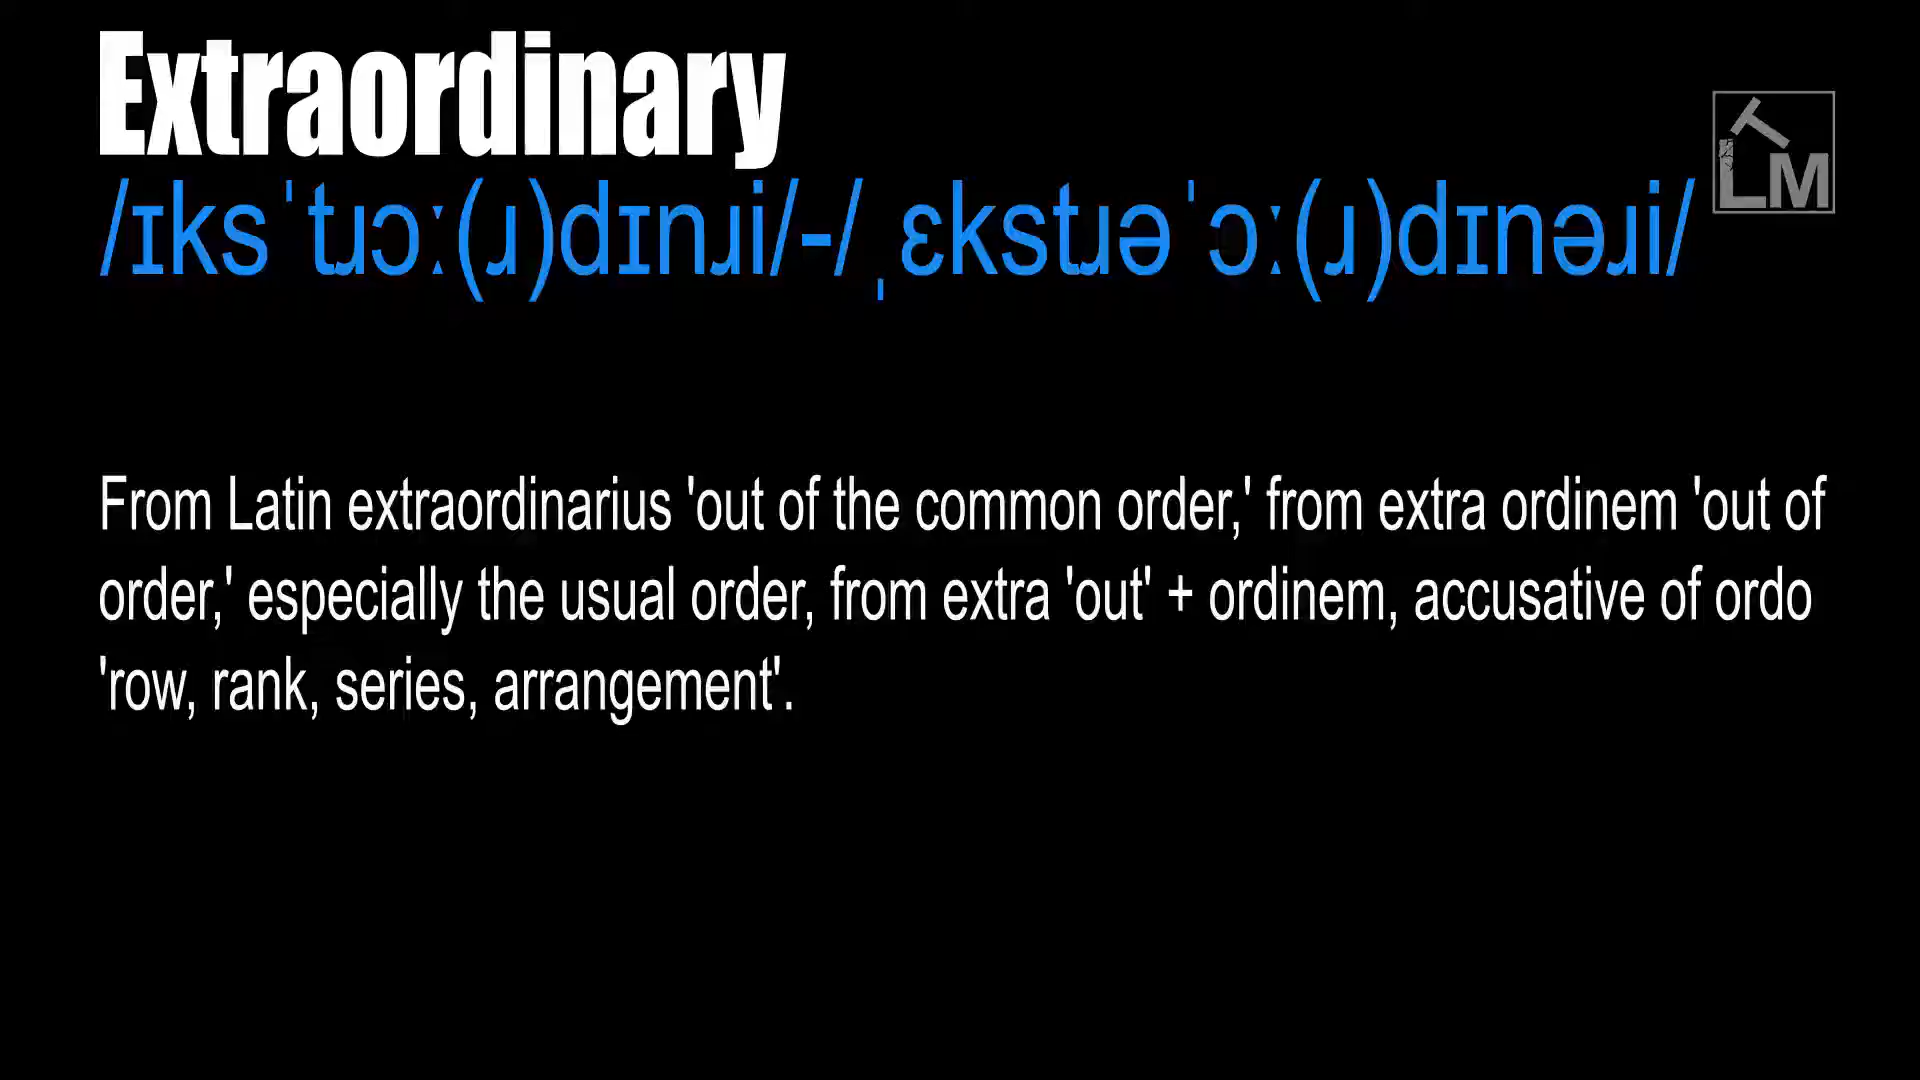 Extraordinary
/ɪksˈtɹɔː(ɹ)dɪnɹi/-/ˌɛkstɹəˈɔː(ɹ)dɪnəɹi/
TLM
From Latin extraordinarius 'out of the common order,' from extra ordinem 'out of
order,' especially the usual order, from extra 'out' + ordinem, accusative of ordo
'row, rank, series, arrangement'.